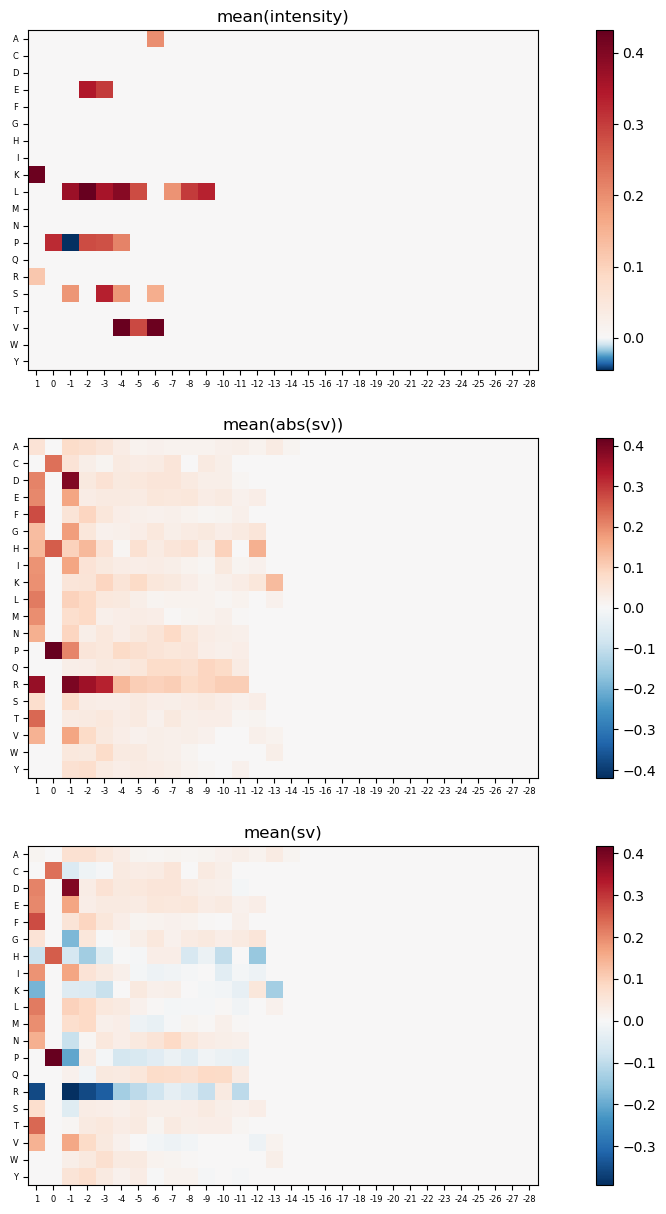 mean(intensity)
A
C
D
E
F
G
H
I
K
L
M
N
P
Q
R
S
T
V
W
Y
1 0 -1 -2 -3 -4 -5 -6 -7 -8 -9 -10 -11 -12 -13 -14 -15 -16 -17 -18 -19 -20 -21 -22 -23 -24 -25 -26 -27 -28
0.4
0.3
0.2
0.1
0.0
mean(abs(sv))
A
C
D
E
F
G
H
I
K
L
M
N
P
Q
R
S
T
V
W
Y
1 0 -1 -2 -3 -4 -5 -6 -7 -8 -9 -10 -11 -12 -13 -14 -15 -16 -17 -18 -19 -20 -21 -22 -23 -24 -25 -26 -27 -28
0.4
0.3
0.2
0.1
0.0
−0.1
−0.2
−0.3
−0.4
mean(sv)
A
C
D
E
F
G
H
I
K
L
M
N
P
Q
R
S
T
V
W
Y
1 0 -1 -2 -3 -4 -5 -6 -7 -8 -9 -10 -11 -12 -13 -14 -15 -16 -17 -18 -19 -20 -21 -22 -23 -24 -25 -26 -27 -28
0.4
0.3
0.2
0.1
0.0
−0.1
−0.2
−0.3